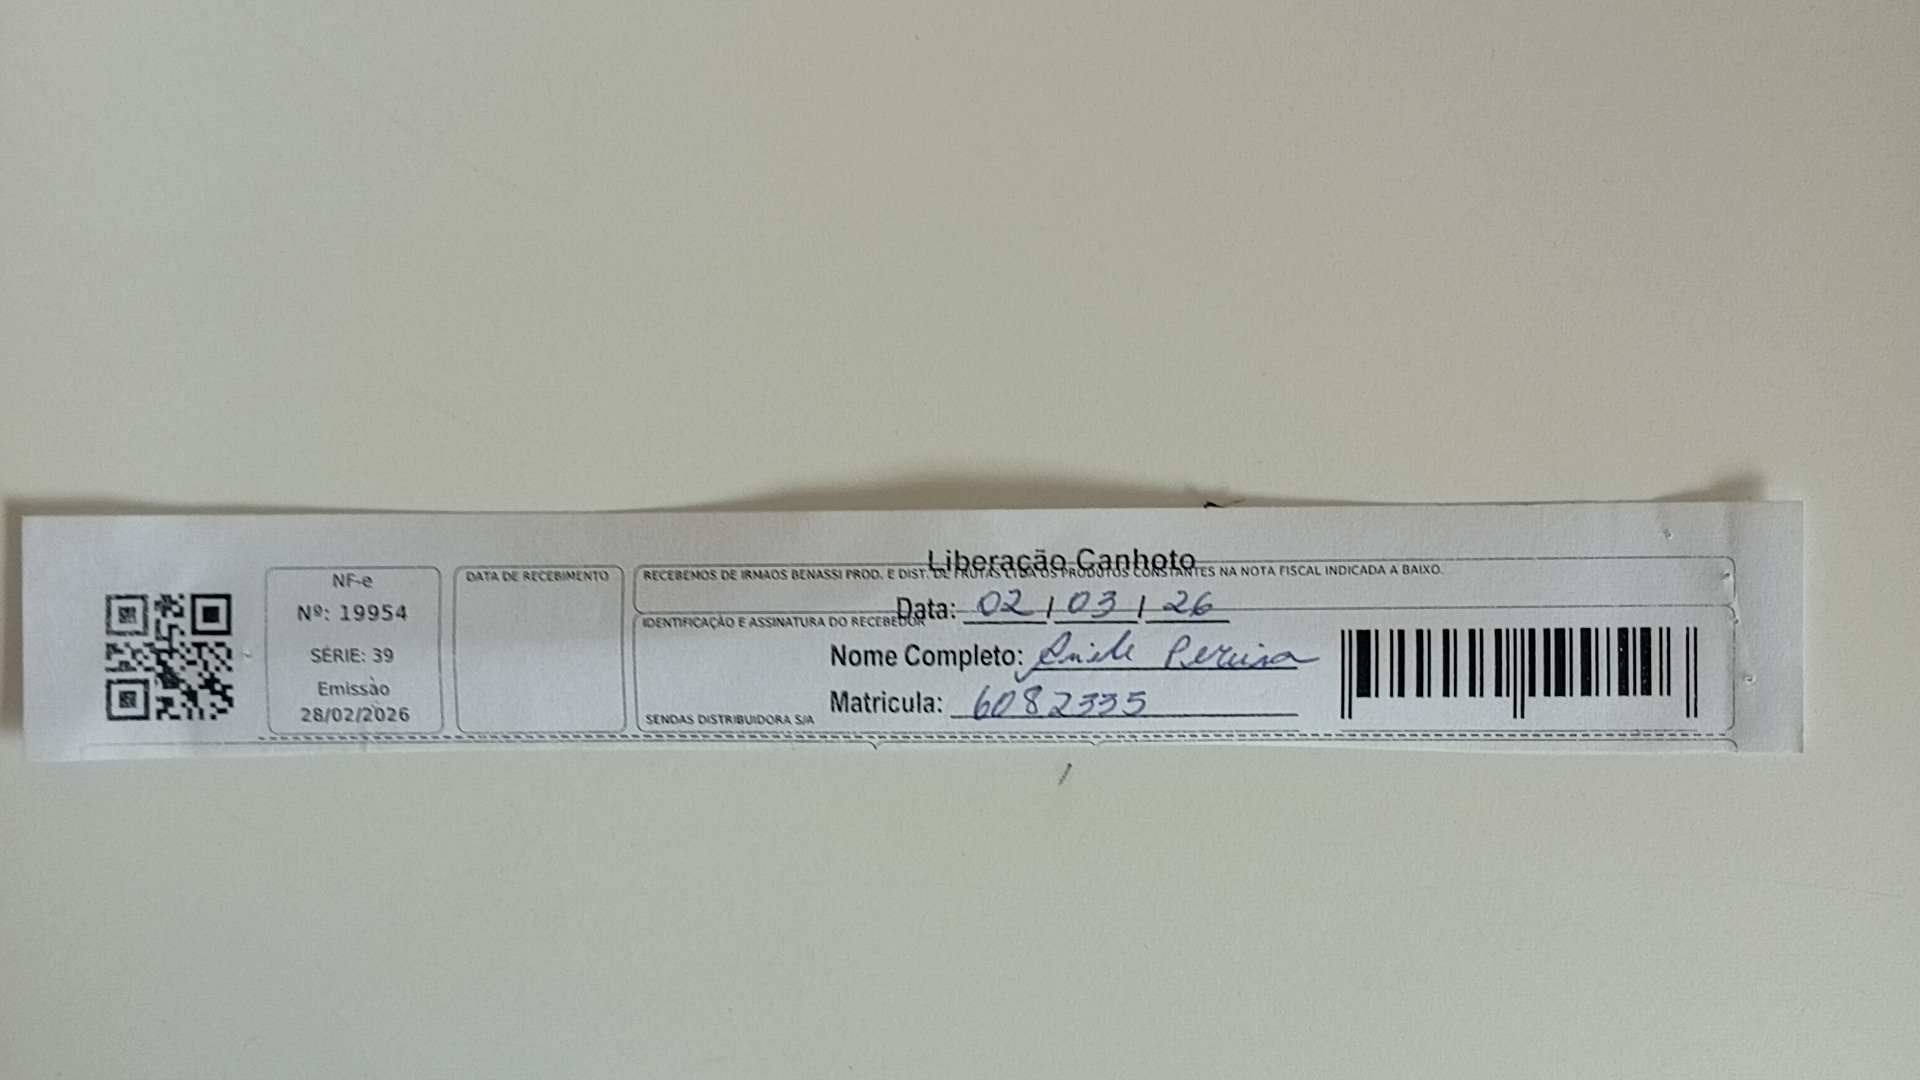 NF-e
Nº: 19954
SÉRIE: 39
Emissão
28/02/2026
DATA DE RECEBIMENTO
Liberação Canhoto
RECEBEMOS DE IRMAOS BENASSI PROD. E DIST. DE FRUTAS LTDA OS PRODUTOS CONSTANTES NA NOTA FISCAL INDICADA A BAIXO.
Data: 02 / 03 / 26
IDENTIFICAÇÃO E ASSINATURA DO RECEBEDOR
Nome Completo: Pereira
Matricula: 6082335
SENDAS DISTRIBUIDORA S/A